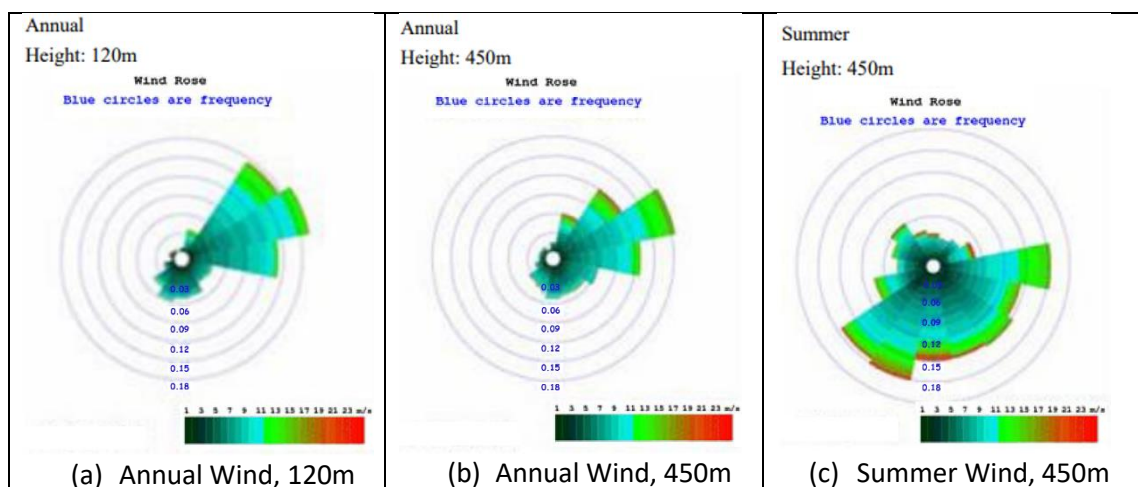 Annual
Height: 120m
Wind Rose
Blue circles are frequency
0.03
0.06
0.09
0.12
0.15
0.18
1 3 5 7 9 11 13 15 17 19 21 23 m/s
(a) Annual Wind, 120m
Annual
Height: 450m
Wind Rose
Blue circles are frequency
0.03
0.06
0.09
0.12
0.15
0.18
1 3 5 7 9 11 13 15 17 19 21 23 m/s
(b) Annual Wind, 450m
Summer
Height: 450m
Wind Rose
Blue circles are frequency
0.06
0.09
0.12
0.15
0.18
1 3 5 7 9 11 13 15 17 19 21 23 m/s
(c) Summer Wind, 450m